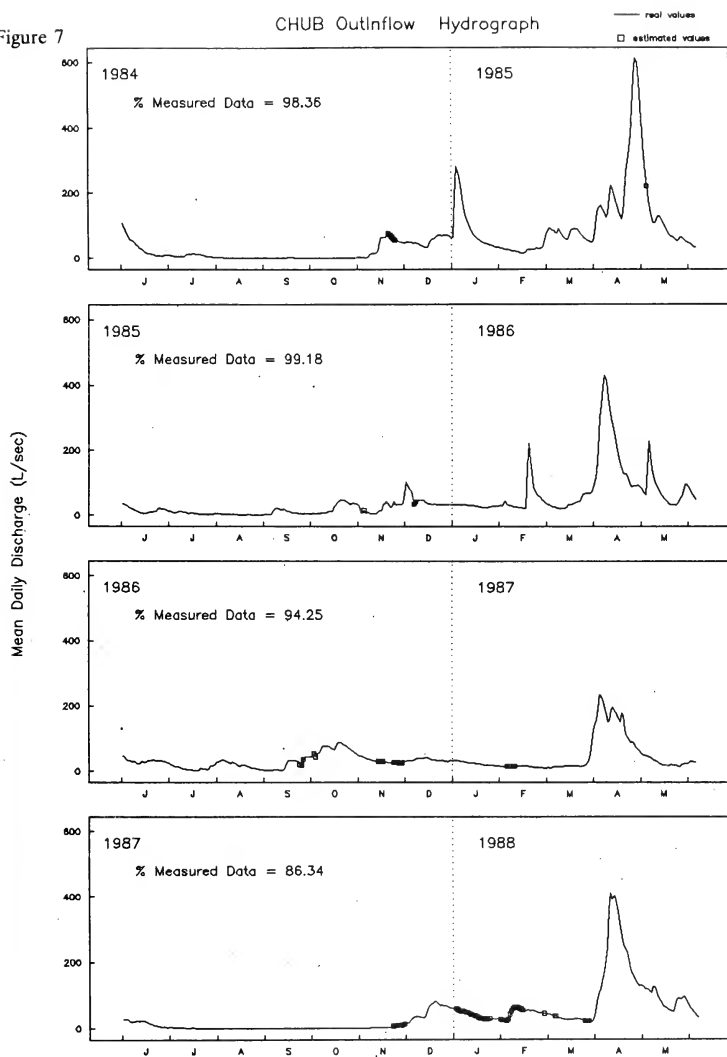 Figure 7
CHUB OutInflow Hydrograph
real values
estimated values
Mean Daily Discharge (L/sec)
1984
1985
% Measured Data = 98.36
600
400
200
0
J J A S O N D J F M A M
1985
1986
% Measured Data = 99.18
600
400
200
0
J J A S O N D J F M A M
1986
1987
% Measured Data = 94.25
600
400
200
0
J J A S O N D J F M A M
1987
1988
% Measured Data = 86.34
600
400
200
0
J J A S O N D J F M A M